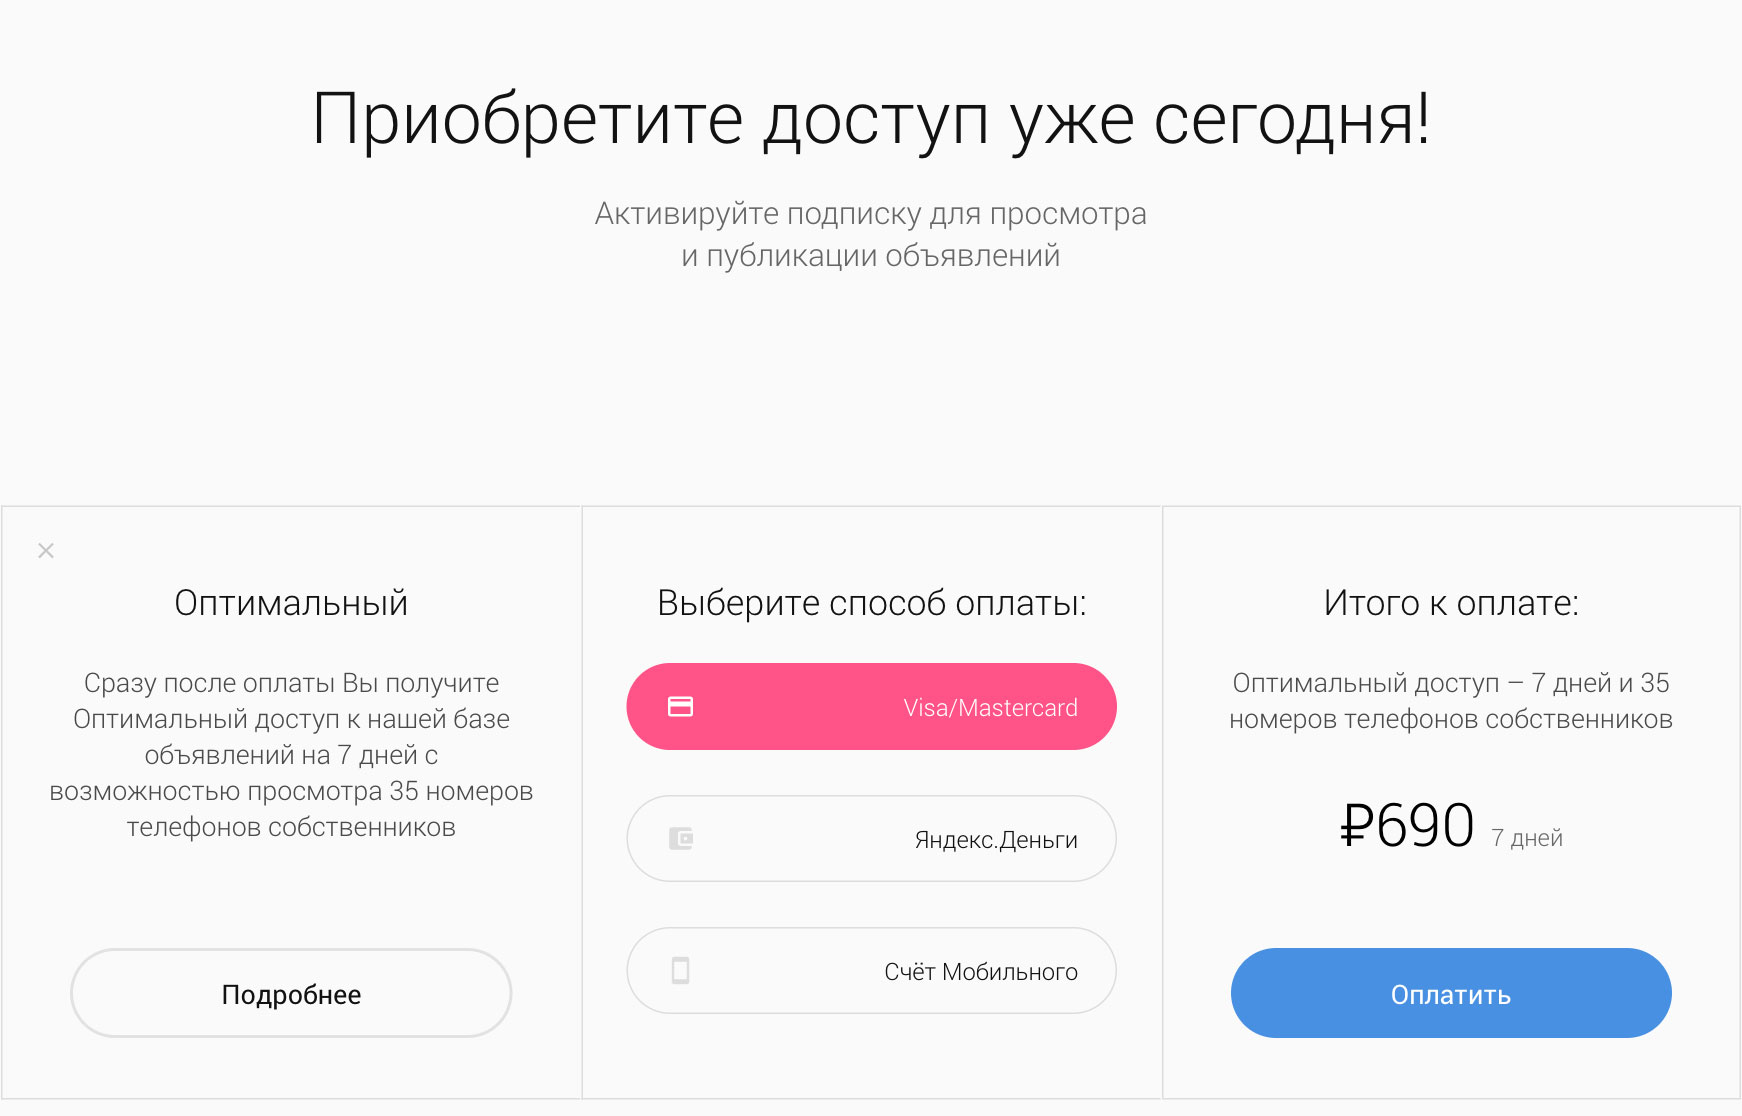 Приобретите доступ уже сегодня!
Активируйте подписку для просмотра
и публикации объявлений
Оптимальный
Сразу после оплаты Вы получите
Оптимальный доступ к нашей базе
объявлений на 7 дней с
возможностью просмотра 35 номеров
телефонов собственников
Подробнее
Выберите способ оплаты:
Visa/Mastercard
Яндекс.Деньги
Счёт Мобильного
Итого к оплате:
Оптимальный доступ – 7 дней и 35
номеров телефонов собственников
₽690 7 дней
Оплатить